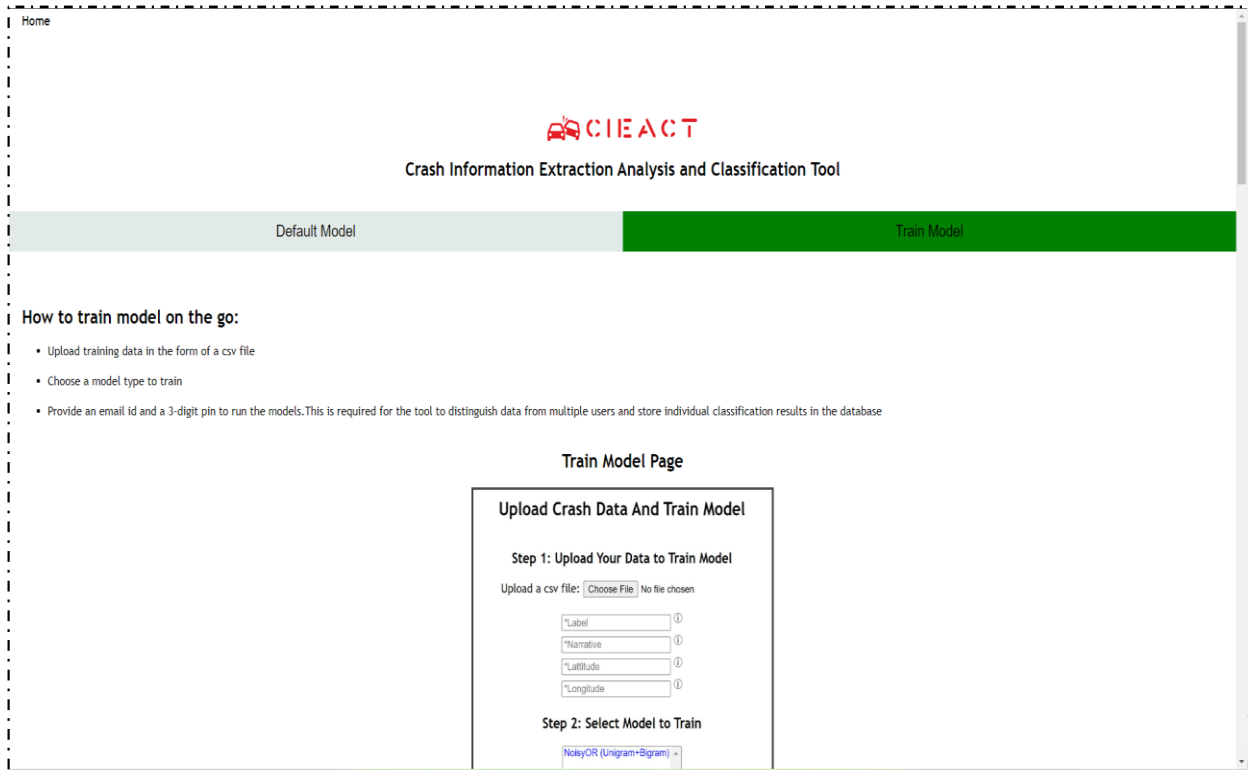 Home
CIEACT
Crash Information Extraction Analysis and Classification Tool
Default Model
Train Model
How to train model on the go:
• Upload training data in the form of a csv file
• Choose a model type to train
• Provide an email id and a 3-digit pin to run the models.This is required for the tool to distinguish data from multiple users and store individual classification results in the database
Train Model Page
Upload Crash Data And Train Model
Step 1: Upload Your Data to Train Model
Upload a csv file: Choose File No file chosen
*Label
*Narrative
*Lattitude
*Longitude
Step 2: Select Model to Train
NoisyOR (Unigram+Bigram)